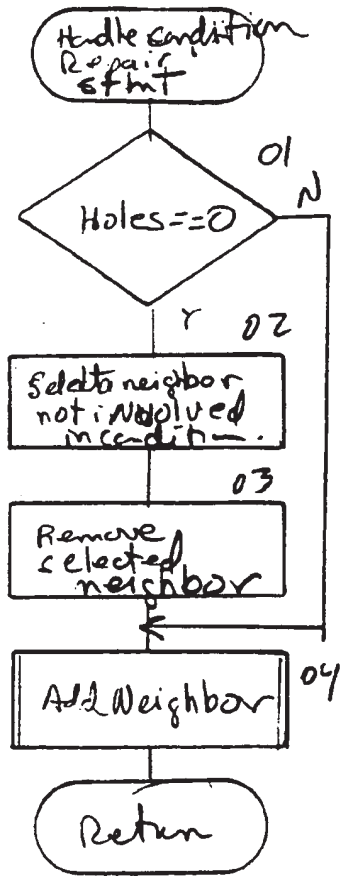 Handle condition
Repair
stmt
01
N
Holes==0
Y
02
Select a neighbor
not involved
in condition.
03
Remove
selected
neighbor
04
Add Neighbor
Return